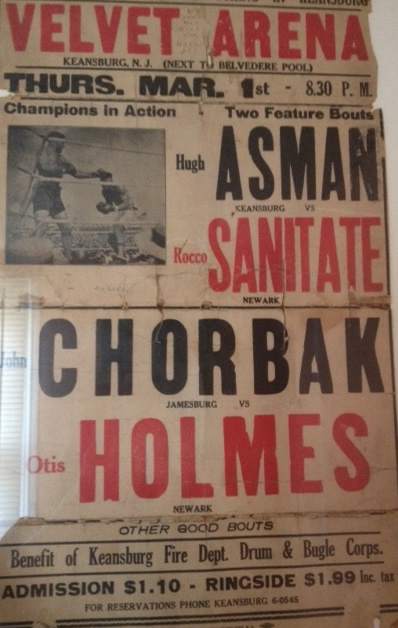 VELVET ARENA
KEANSBURG, N. J. (NEXT TO BELVEDERE POOL)
THURS. MAR. 1st - 8.30 P. M.
Champions in Action Two Feature Bouts
Hugh ASMAN
KEANSBURG VS
Rocco SANITATE
NEWARK
John CHORBAK
JAMESBURG VS
Otis HOLMES
NEWARK
OTHER GOOD BOUTS
Benefit of Keansburg Fire Dept. Drum & Bugle Corps.
ADMISSION $1.10 - RINGSIDE $1.99 Inc. tax
FOR RESERVATIONS PHONE KEANSBURG 6-0545